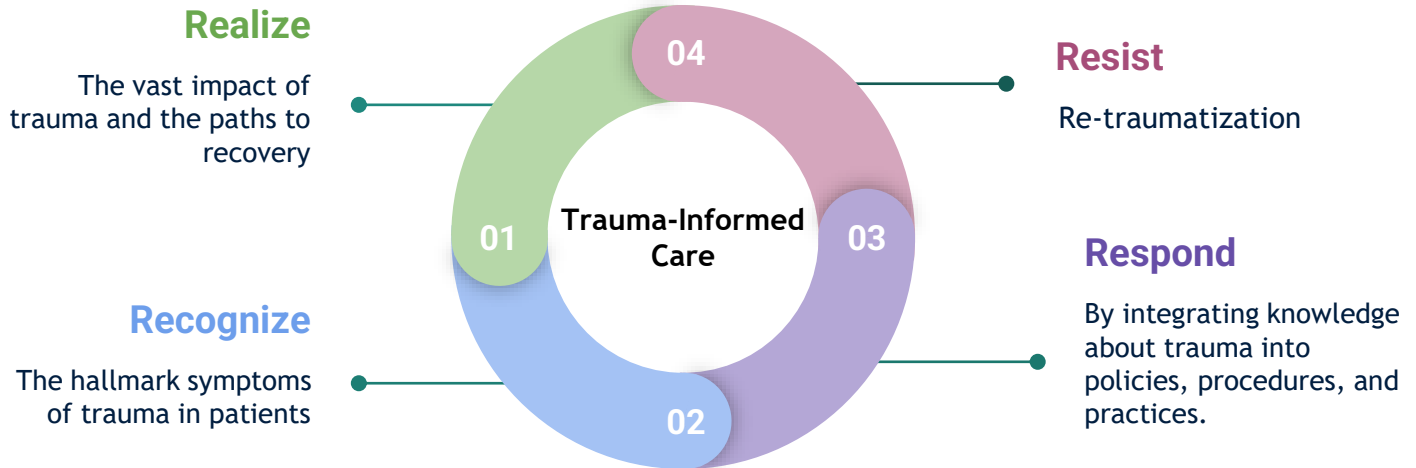 Realize
The vast impact of
trauma and the paths to
recovery
01
Recognize
The hallmark symptoms
of trauma in patients
02
Trauma-Informed
Care
03
Respond
By integrating knowledge
about trauma into
policies, procedures, and
practices.
04
Resist
Re-traumatization